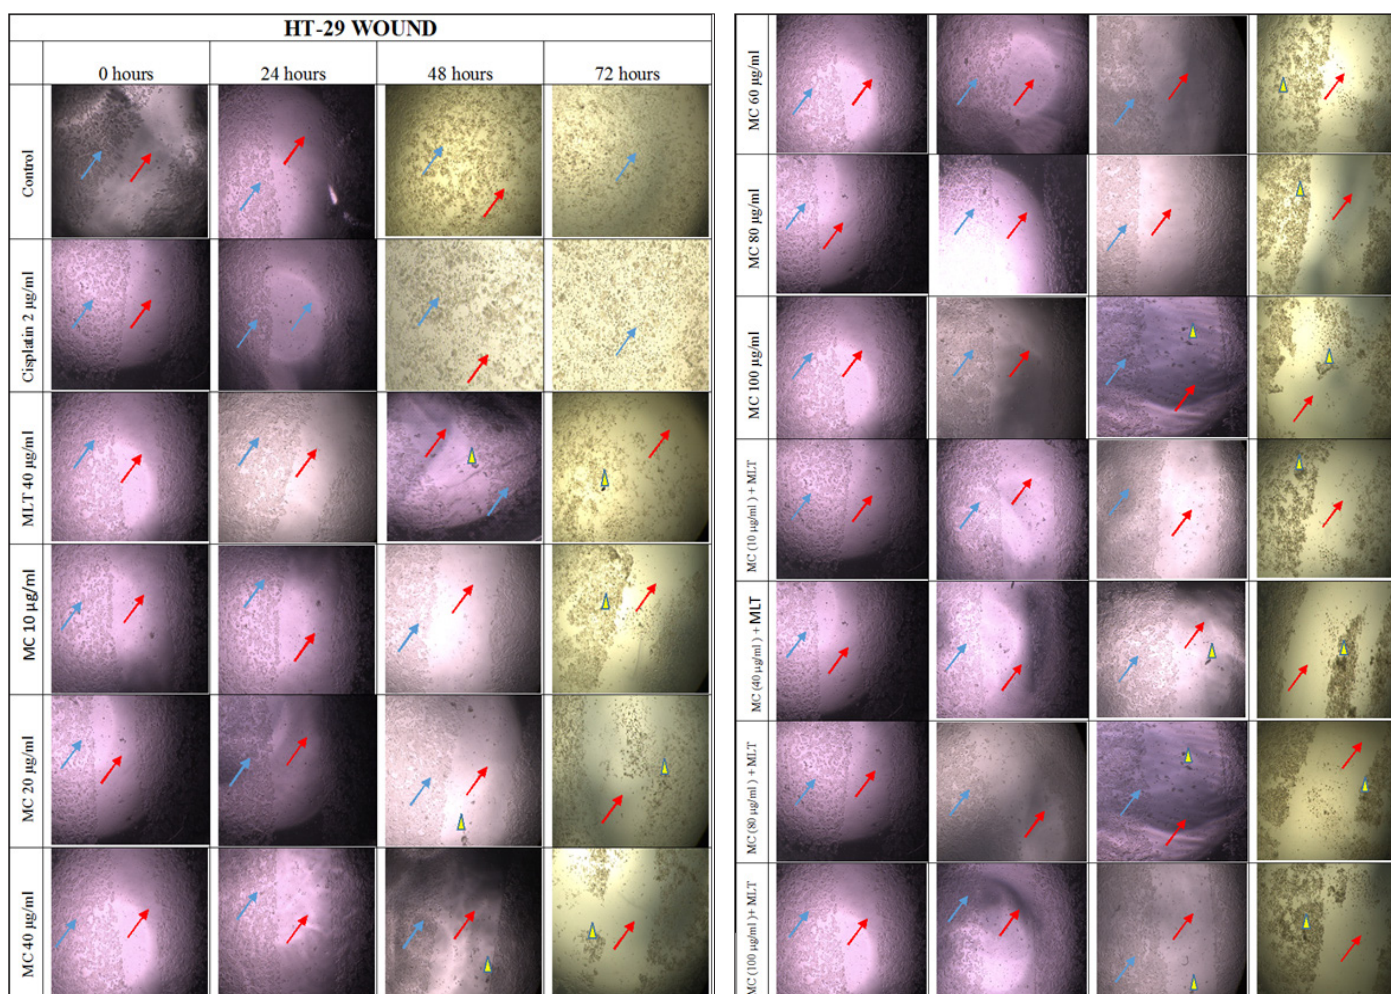 HT-29 WOUND
0 hours
24 hours
48 hours
72 hours
Control
Cisplatin 2 µg/ml
MLT 40 µg/ml
MC 10 µg/ml
MC 20 µg/ml
MC 40 µg/ml
MC 60 µg/ml
MC 80 µg/ml
MC 100 µg/ml
MC (10 µg/ml ) + MLT
MC (40 µg/ml ) + MLT
MC (80 µg/ml ) + MLT
MC (100 µg/ml )+ MLT